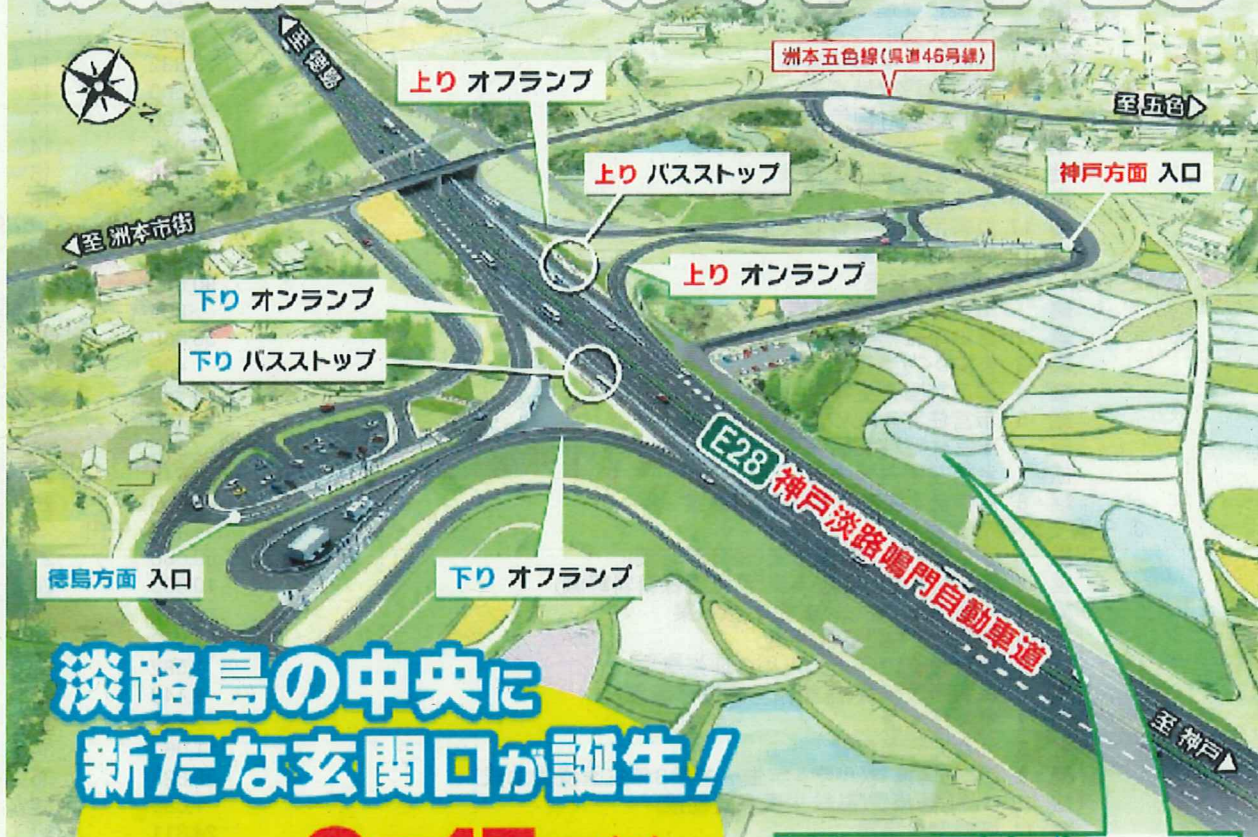 至 徳島
洲本五色線(県道46号線)
上り オフランプ
至 五色
上り バスストップ
神戸方面 入口
至 洲本市街
上り オンランプ
下り オンランプ
下り バスストップ
E28 神戸淡路鳴門自動車道
徳島方面 入口
下り オフランプ
淡路島の中央に
新たな玄関口が誕生!
至 神戸
N